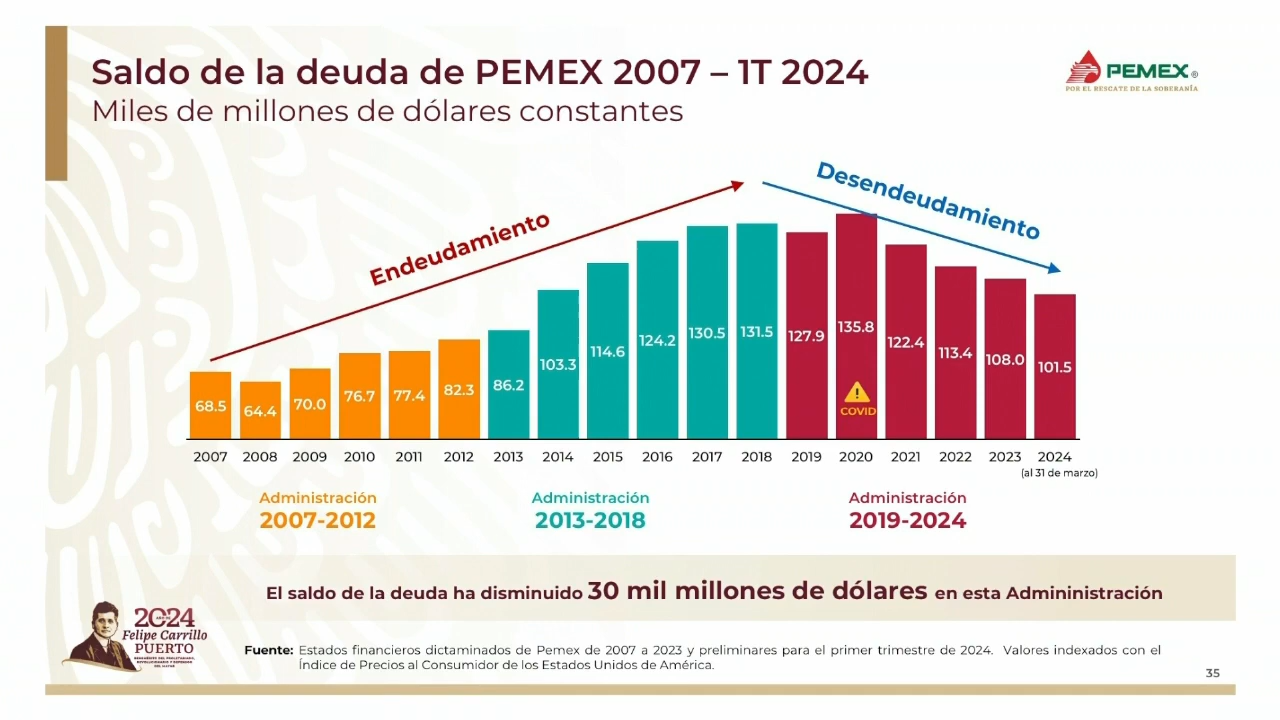 Saldo de la deuda de PEMEX 2007 – 1T 2024
Miles de millones de dólares constantes
PEMEX®
POR EL RESCATE DE LA SOBERANÍA
Endeudamiento
Desendeudamiento
68.5 64.4 70.0 76.7 77.4 82.3 86.2 103.3 114.6 124.2 130.5 131.5 127.9 135.8 122.4 113.4 108.0 101.5
COVID
2007 2008 2009 2010 2011 2012 2013 2014 2015 2016 2017 2018 2019 2020 2021 2022 2023 2024
(al 31 de marzo)
Administración Administración Administración
2007-2012 2013-2018 2019-2024
El saldo de la deuda ha disminuido 30 mil millones de dólares en esta Admininistración
2024
Felipe Carrillo
PUERTO
Fuente: Estados financieros dictaminados de Pemex de 2007 a 2023 y preliminares para el primer trimestre de 2024. Valores indexados con el
Índice de Precios al Consumidor de los Estados Unidos de América.
35